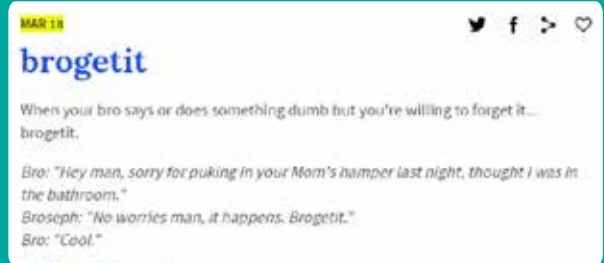 MAR 18
brogetit
When your bro says or does something dumb but you're willing to forget it...
brogetit.
Bro: "Hey man, sorry for puking in your Mom's hamper last night, thought I was in
the bathroom."
Broseph: "No worries man, it happens. Brogetit."
Bro: "Cool."